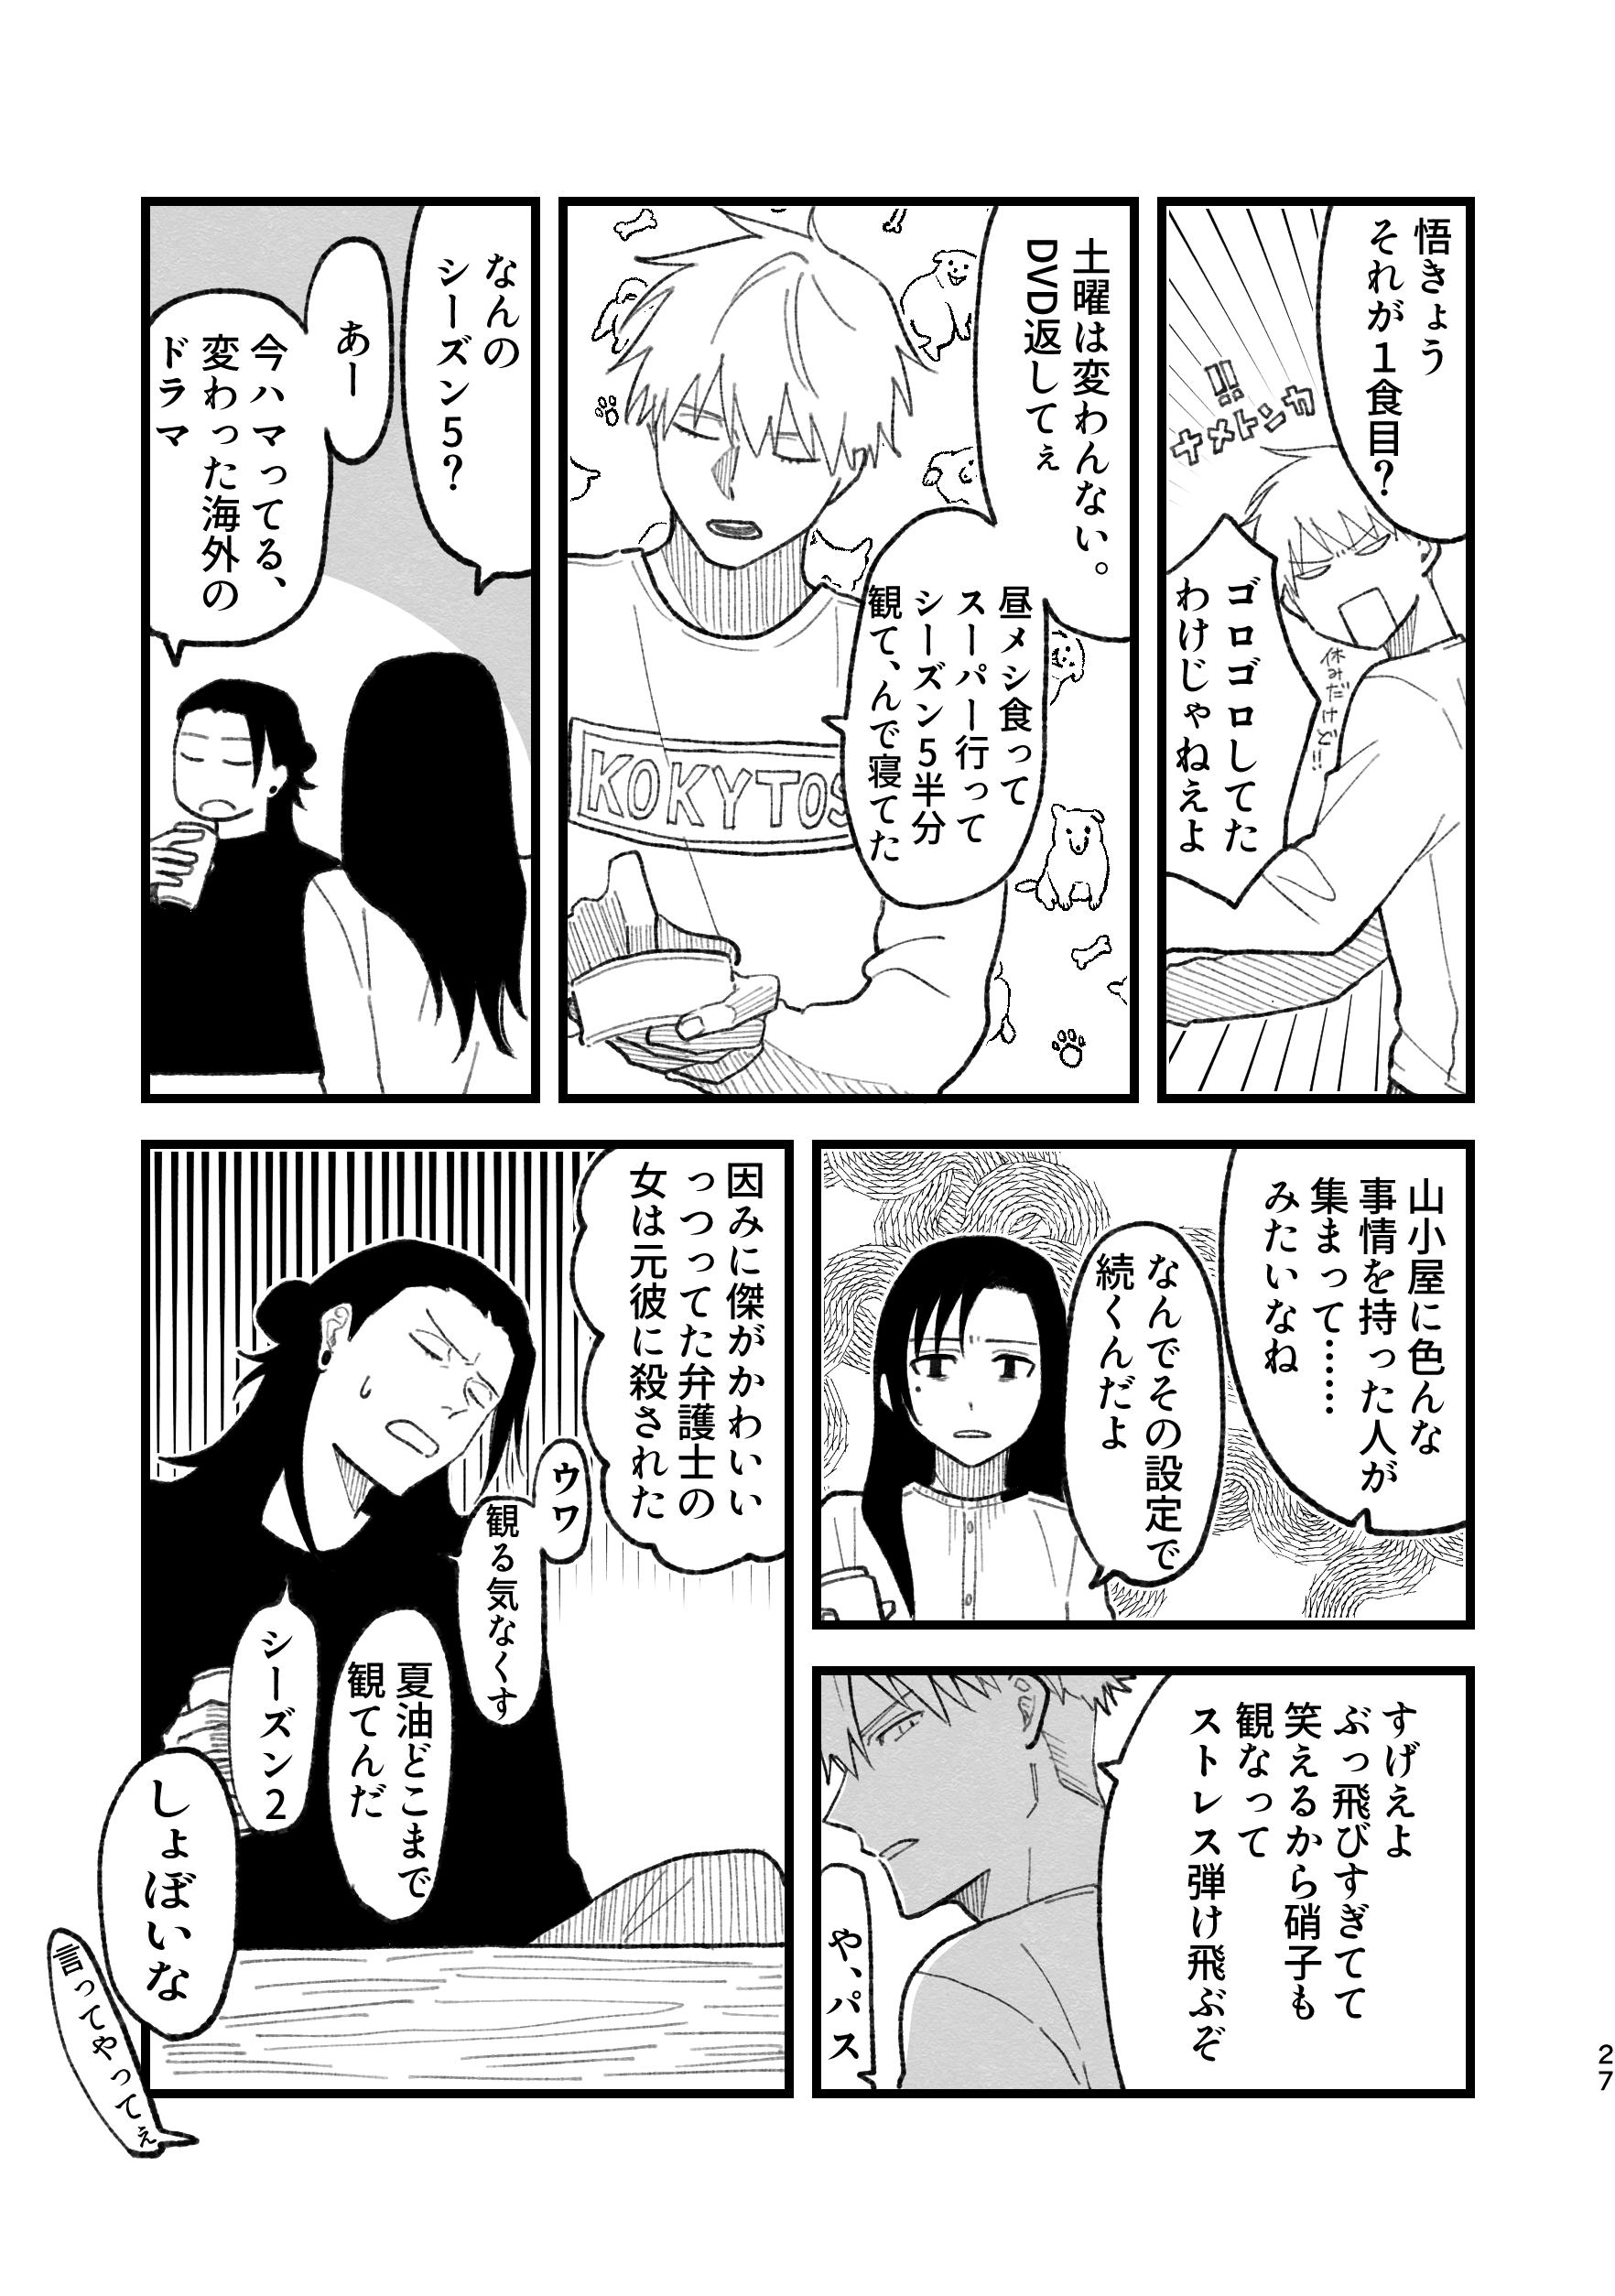 悟きょう
それが1食目?
ナメトンカ!!
ゴロゴロしてた
わけじゃねえよ
休みだけど!!
土曜は変わんない。
DVD返してぇ
昼メシ食って
スーパー行って
シーズン5半分
観て、んで寝てた
KOKYTOS
なんの
シーズン5?
あー
今ハマってる、
変わった海外の
ドラマ
山小屋に色んな
事情を持った人が
集まって……
みたいなね
なんでその設定で
続くんだよ
すげえよ
ぶっ飛びすぎてて
笑えるから硝子も
観なって
ストレス弾け飛ぶぞ
や、パス
因みに傑がかわいい
っつってた弁護士の
女は元彼に殺された
ウワ
観る気なくす
夏油どこまで
観てんだ
シーズン2
しょぼいな
言ってやってぇ
27